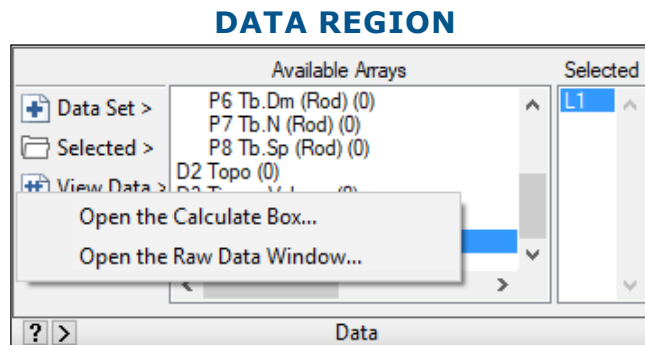 DATA REGION
Available Arrays
Selected
Data Set >
Selected >
View Data >
P6 Tb.Dm (Rod) (0)
P7 Tb.N (Rod) (0)
P8 Tb.Sp (Rod) (0)
D2 Topo (0)
L1
Open the Calculate Box...
Open the Raw Data Window...
? >
Data